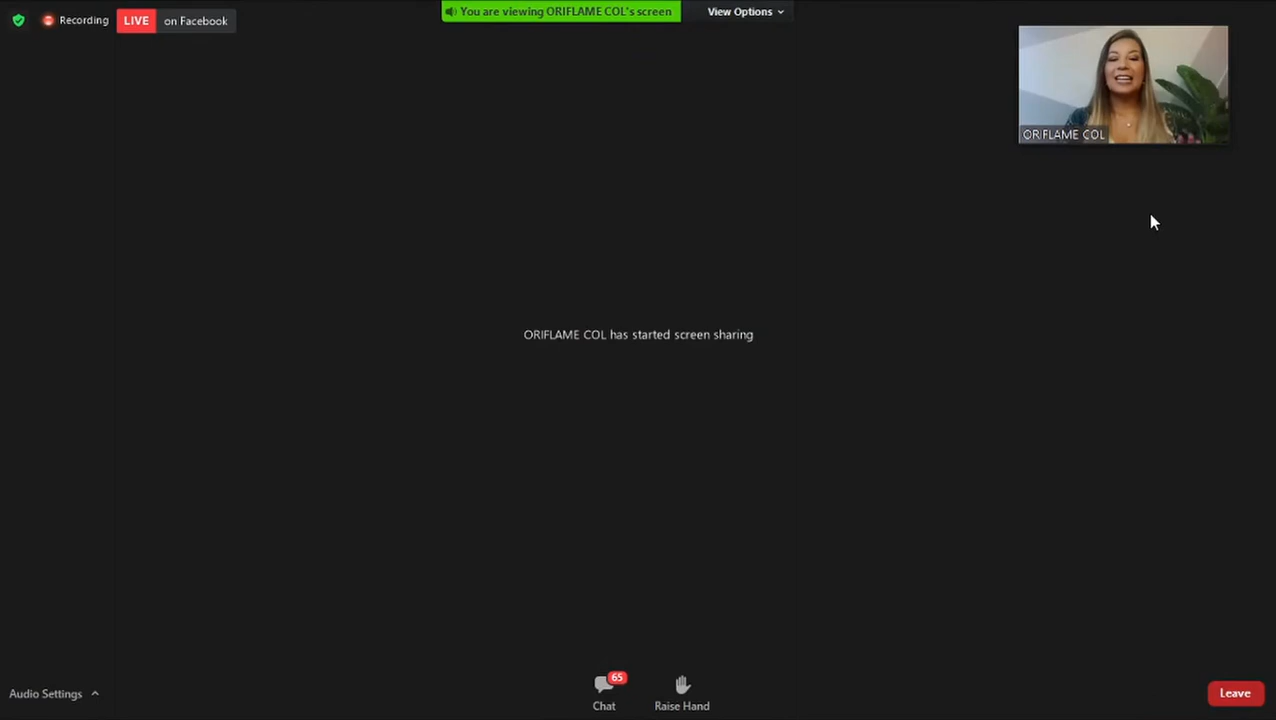 Recording
LIVE on Facebook
You are viewing ORIFLAME COL's screen
View Options
ORIFLAME COL
ORIFLAME COL has started screen sharing
Audio Settings
65
Chat
Raise Hand
Leave